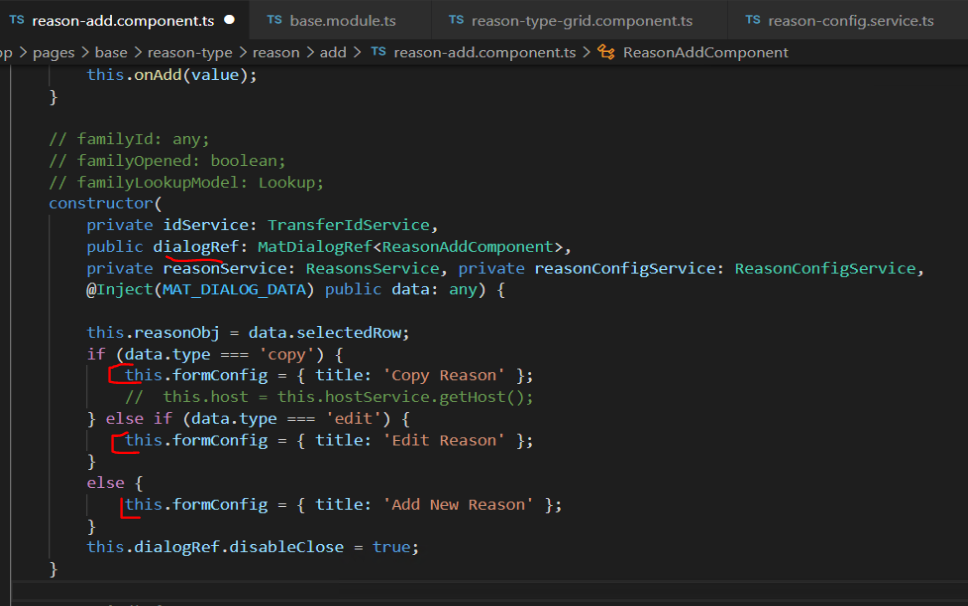 TS reason-add.component.ts ● TS base.module.ts TS reason-type-grid.component.ts TS reason-config.service.ts
op > pages > base > reason-type > reason > add > TS reason-add.component.ts > ReasonAddComponent
this.onAdd(value);
}
// familyId: any;
// familyOpened: boolean;
// familyLookupModel: Lookup;
constructor(
private idService: TransferIdService,
public dialogRef: MatDialogRef<ReasonAddComponent>,
private reasonService: ReasonsService, private reasonConfigService: ReasonConfigService,
@Inject(MAT_DIALOG_DATA) public data: any) {
this.reasonObj = data.selectedRow;
if (data.type === 'copy') {
this.formConfig = { title: 'Copy Reason' };
// this.host = this.hostService.getHost();
} else if (data.type === 'edit') {
this.formConfig = { title: 'Edit Reason' };
}
else {
this.formConfig = { title: 'Add New Reason' };
}
this.dialogRef.disableClose = true;
}